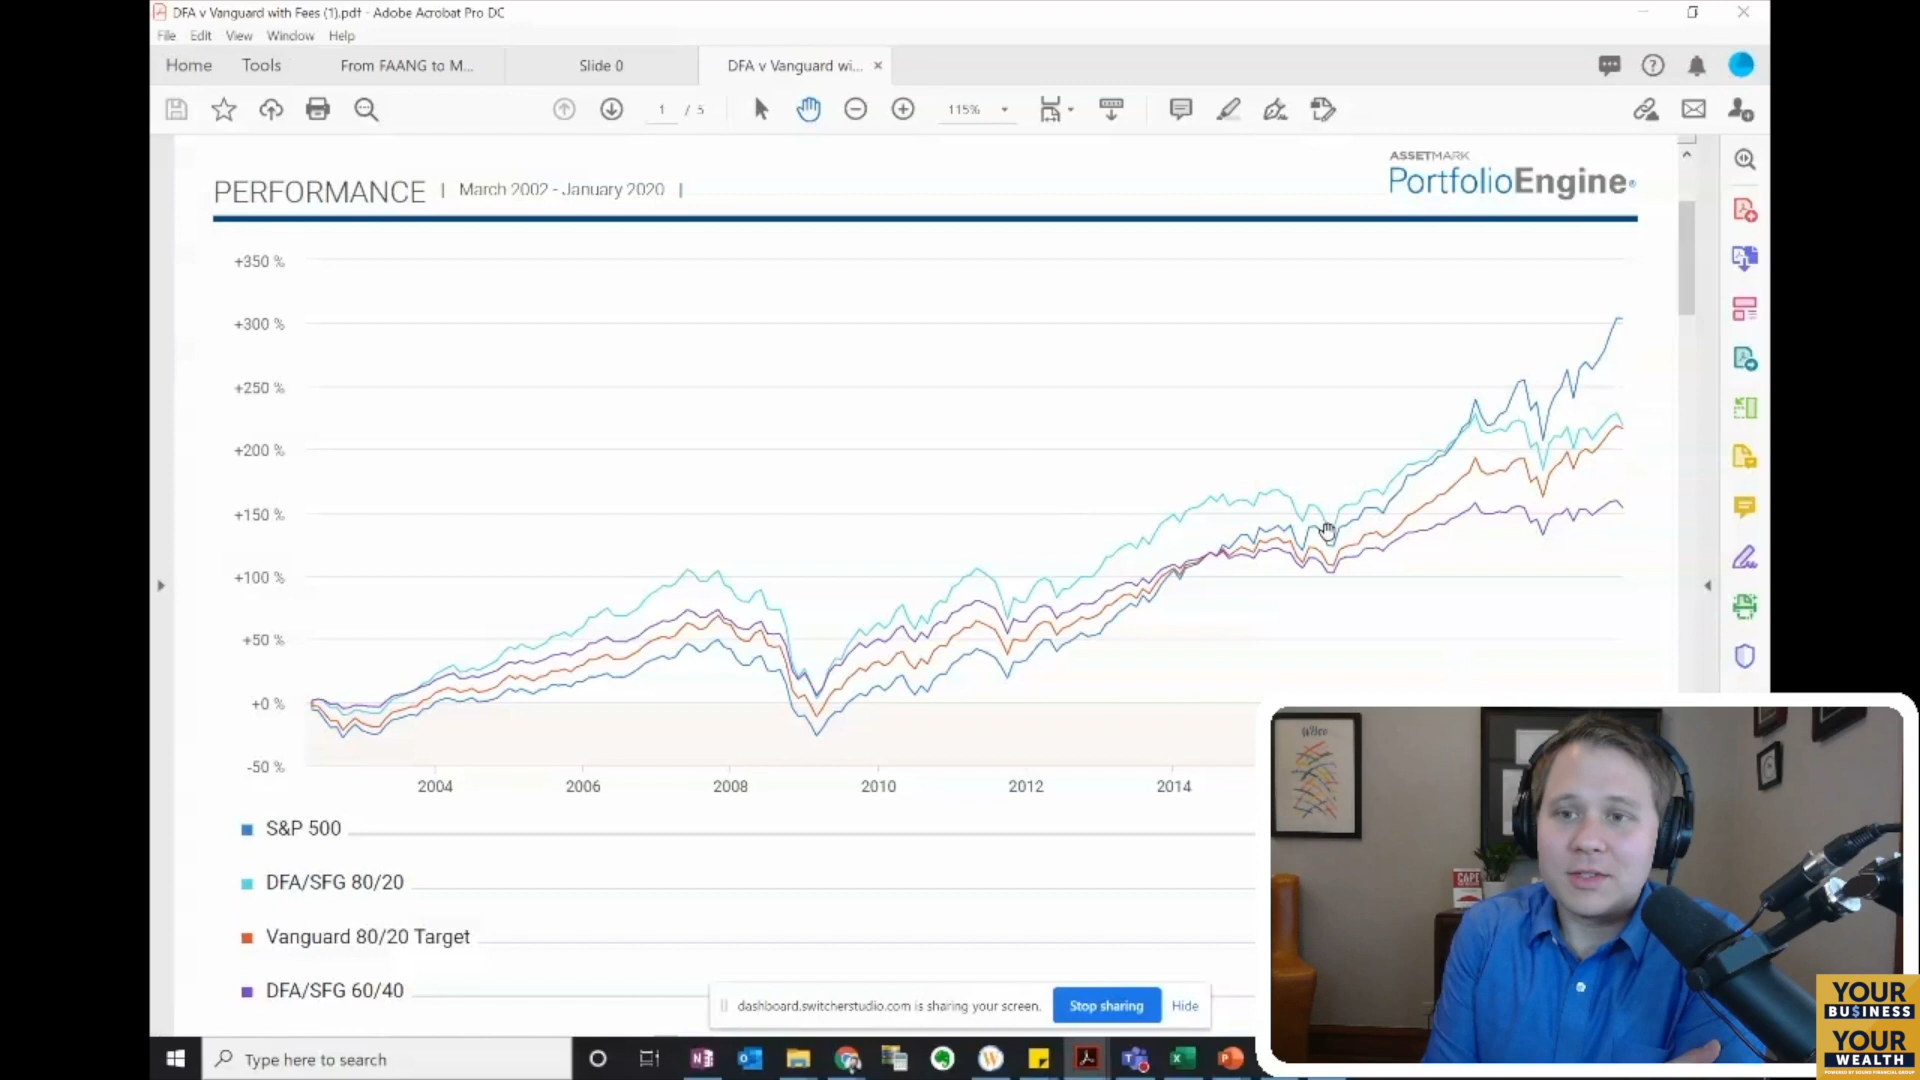 DFA v Vanguard with Fees (1).pdf - Adobe Acrobat Pro DC
File Edit View Window Help
Home Tools From FAANG to M... Slide 0 DFA v Vanguard wi...
1 / 5 115%
ASSETMARK
PortfolioEngine®
PERFORMANCE | March 2002 - January 2020 |
+350 %
+300 %
+250 %
+200 %
+150 %
+100 %
+50 %
+0 %
-50 %
2004 2006 2008 2010 2012 2014
S&P 500
DFA/SFG 80/20
Vanguard 80/20 Target
DFA/SFG 60/40
dashboard.switcherstudio.com is sharing your screen. Stop sharing Hide
Type here to search
Wilco
YOUR
BU$INESS
YOUR
WEALTH